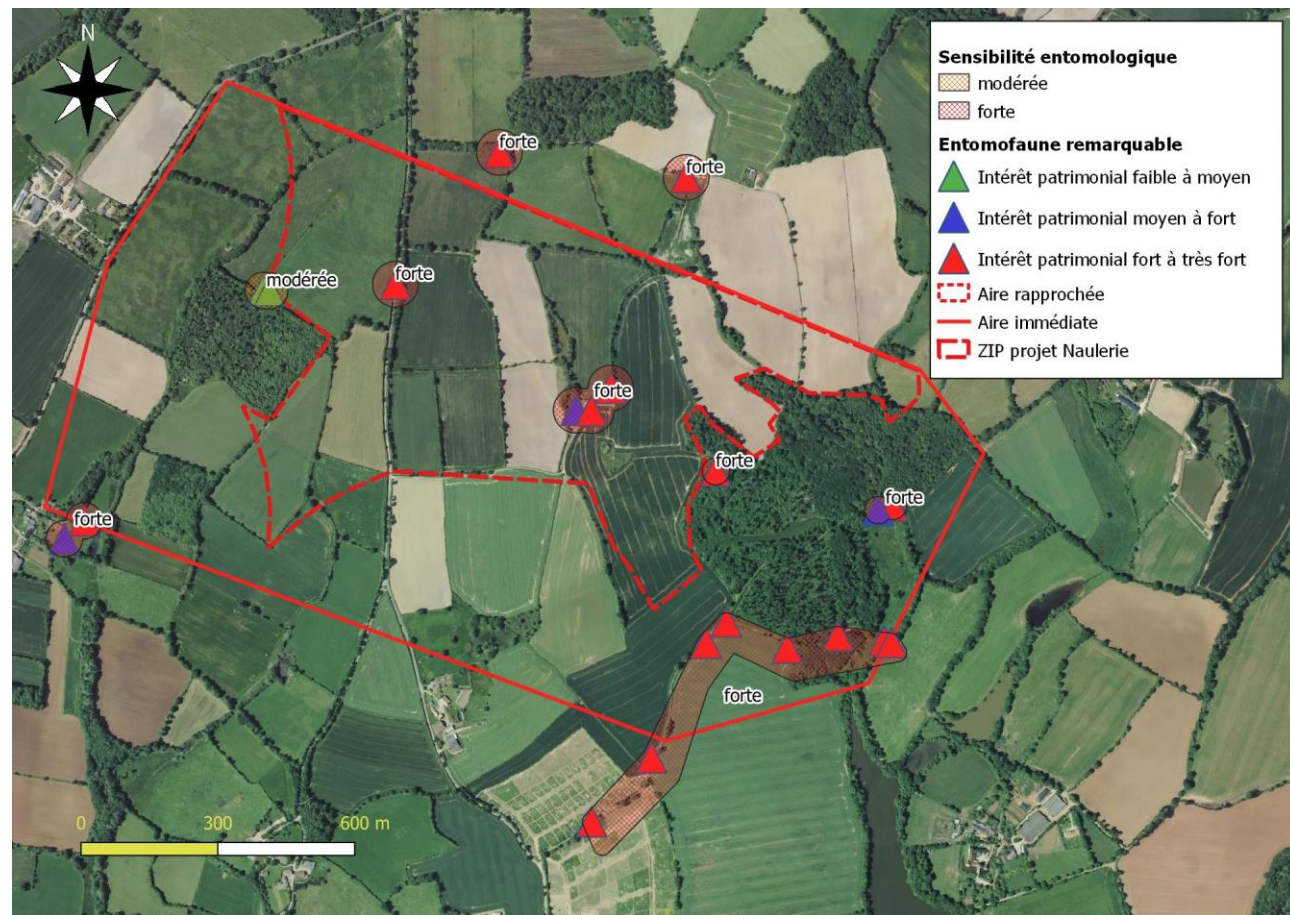 N
Sensibilité entomologique
modérée
forte
Entomofaune remarquable
Intérêt patrimonial faible à moyen
Intérêt patrimonial moyen à fort
Intérêt patrimonial fort à très fort
Aire rapprochée
Aire immédiate
ZIP projet Naulerie
forte
forte
modérée
forte
forte
forte
forte
forte
forte
0 300 600 m